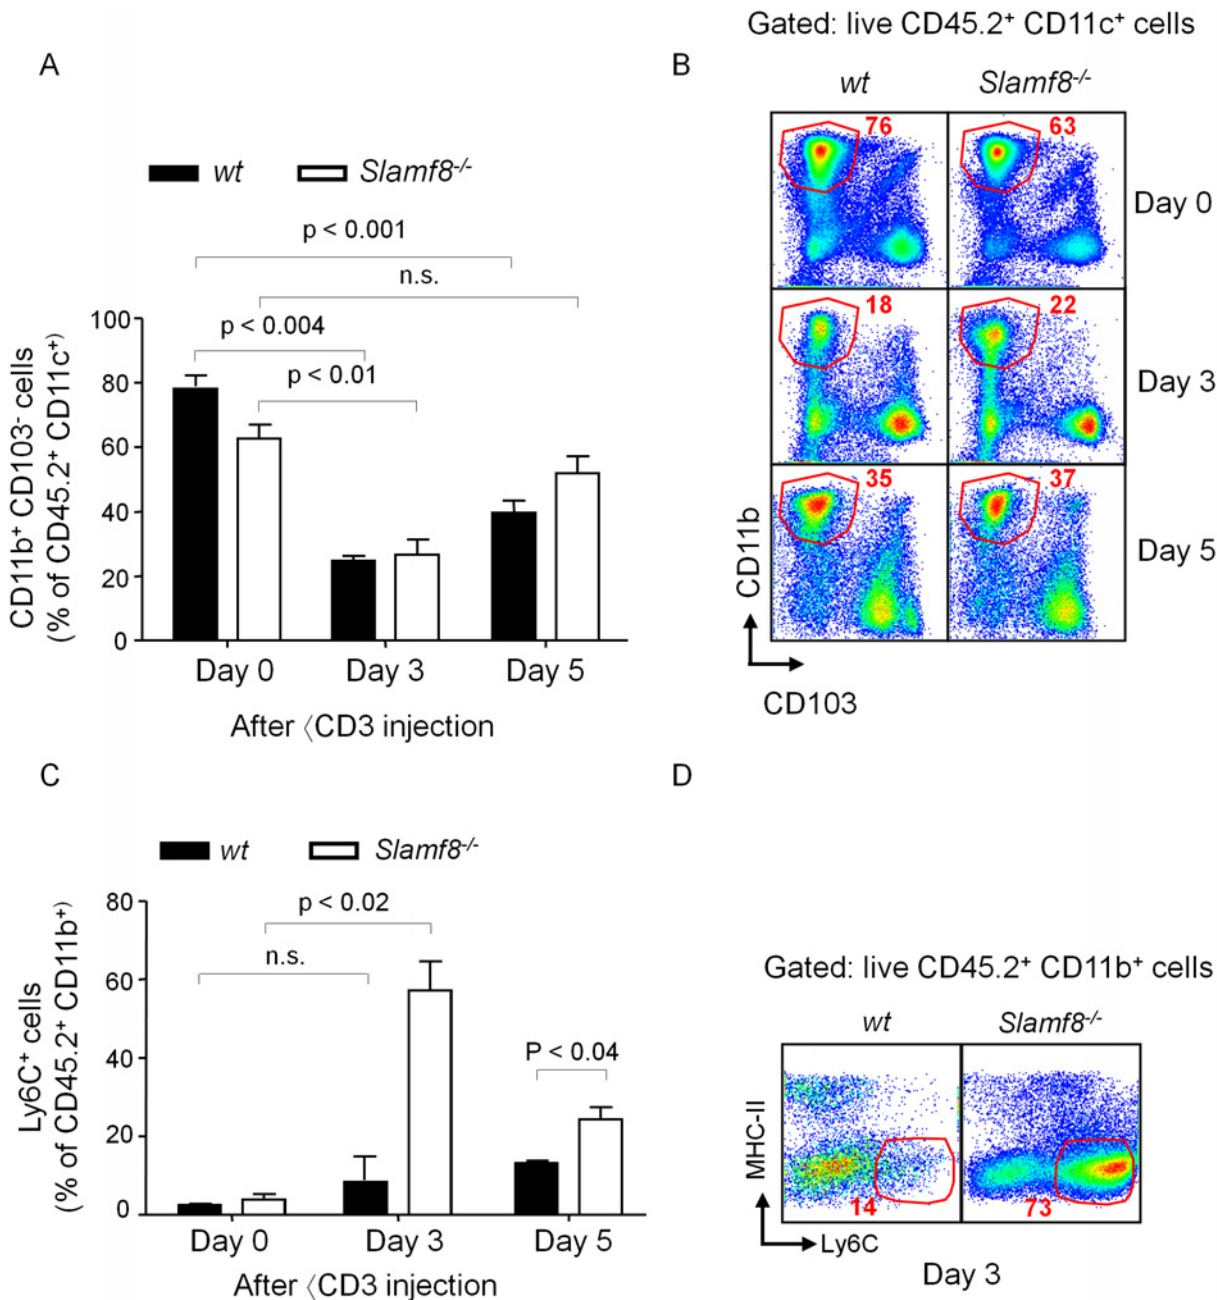 A
wt
Slamf8-/-
p < 0.001
n.s.
p < 0.004
p < 0.01
CD11b+ CD103- cells
(% of CD45.2+ CD11c+)
100
80
60
40
20
0
Day 0
Day 3
Day 5
After 〈CD3 injection
Gated: live CD45.2+ CD11c+ cells
B
wt
Slamf8-/-
76
63
Day 0
18
22
Day 3
35
37
Day 5
CD11b
CD103
C
wt
Slamf8-/-
p < 0.02
n.s.
P < 0.04
Ly6C+ cells
(% of CD45.2+ CD11b+)
80
60
40
20
0
Day 0
Day 3
Day 5
After 〈CD3 injection
D
Gated: live CD45.2+ CD11b+ cells
wt
Slamf8-/-
14
73
MHC-II
Ly6C
Day 3